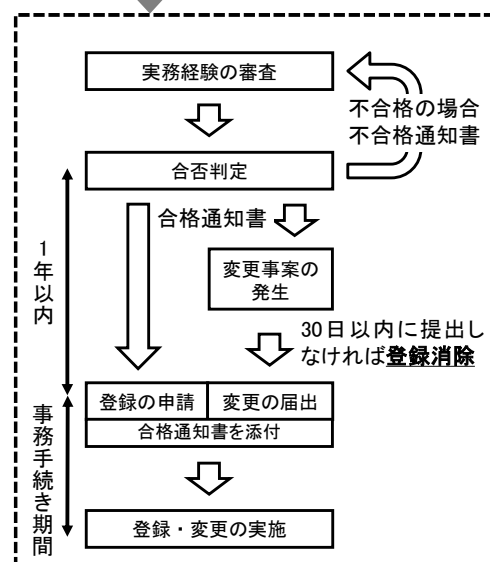 実務経験の審査
不合格の場合
不合格通知書
合否判定
合格通知書
1年以内
変更事案の
発生
30日以内に提出し
なければ登録消除
登録の申請
変更の届出
合格通知書を添付
事務手続き期間
登録・変更の実施